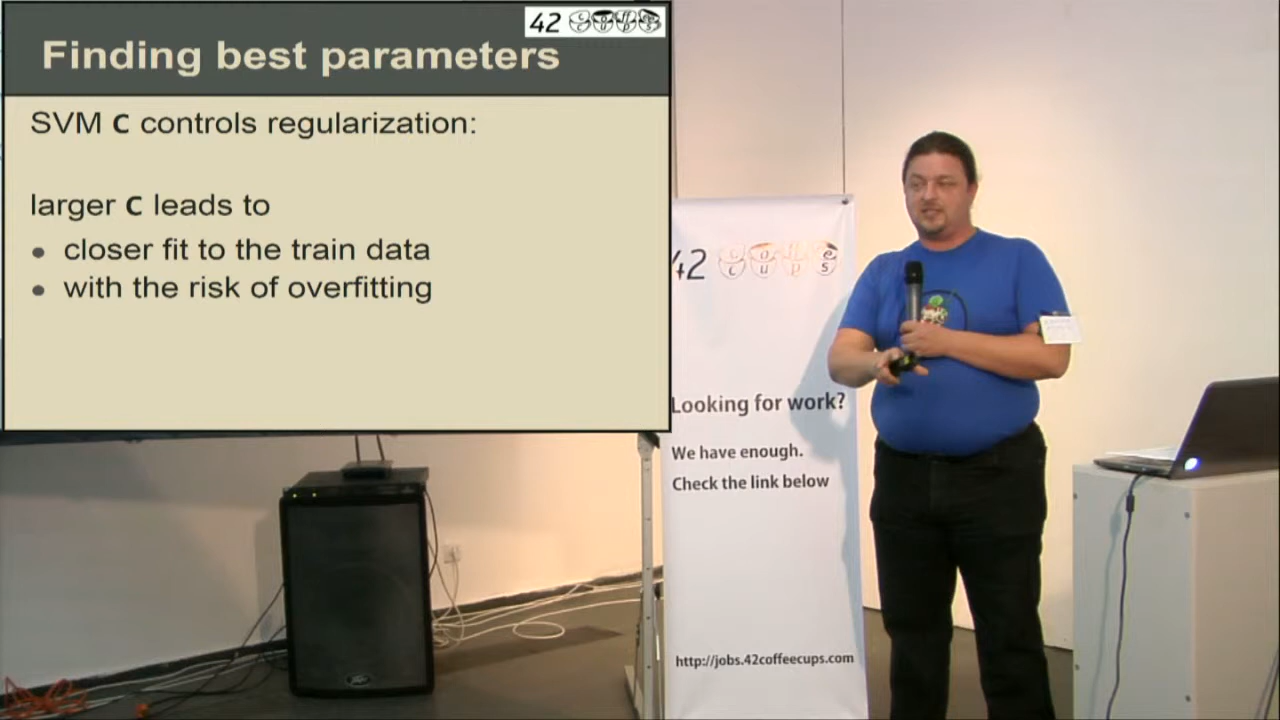 42 c o f f e e
c u p s
Finding best parameters
SVM C controls regularization:
larger C leads to
• closer fit to the train data
• with the risk of overfitting
42
c u p s
Looking for work?
We have enough.
Check the link below
http://jobs.42coffeecups.com